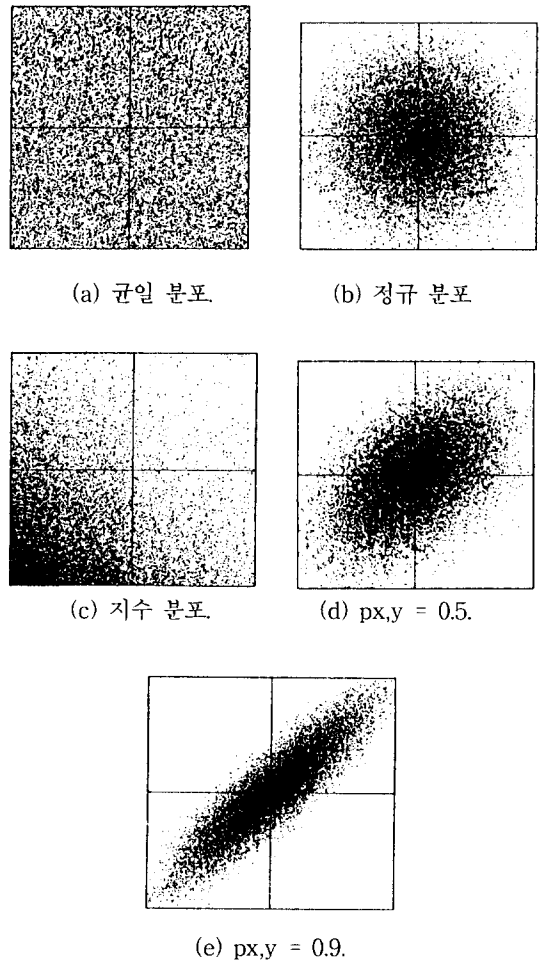 (a) 균일 분포.
(b) 정규 분포
(c) 지수 분포.
(d) px,y = 0.5.
(e) px,y = 0.9.